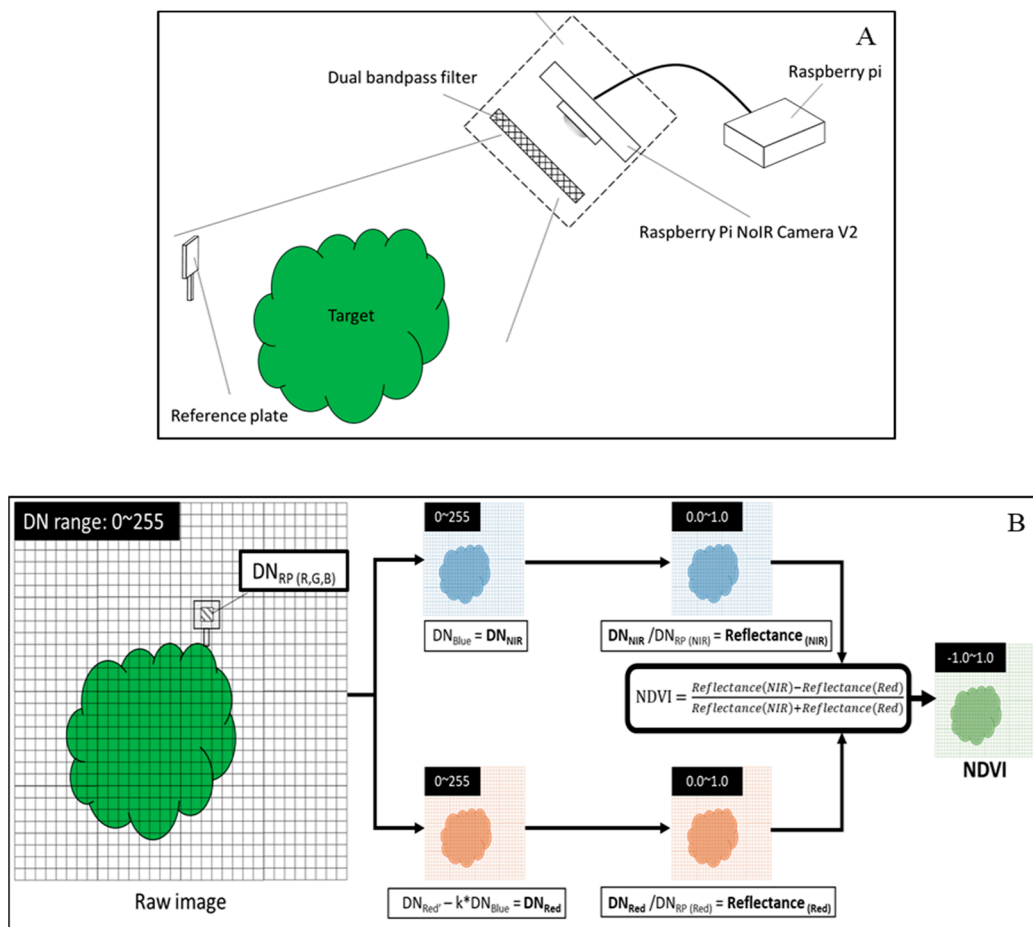 A
Dual bandpass filter
Raspberry pi
Raspberry Pi NoIR Camera V2
Target
Reference plate
B
DN range: 0~255
DN_RP (R,G,B)
Raw image
0~255
DN_Blue = DN_NIR
0.0~1.0
DN_NIR /DN_RP (NIR) = Reflectance (NIR)
NDVI = \frac{Reflectance(NIR)−Reflectance(Red)}{Reflectance(NIR)+Reflectance(Red)}
-1.0~1.0
NDVI
0~255
DN_Red' – k*DN_Blue = DN_Red
0.0~1.0
DN_Red /DN_RP (Red) = Reflectance (Red)